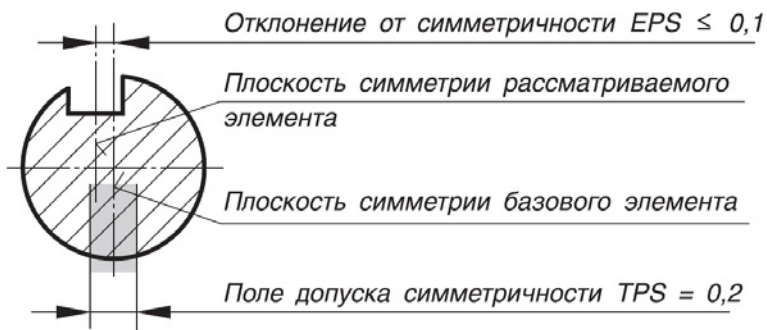 Отклонение от симметричности EPS ≤ 0,1
Плоскость симметрии рассматриваемого
элемента
Плоскость симметрии базового элемента
Поле допуска симметричности TPS = 0,2